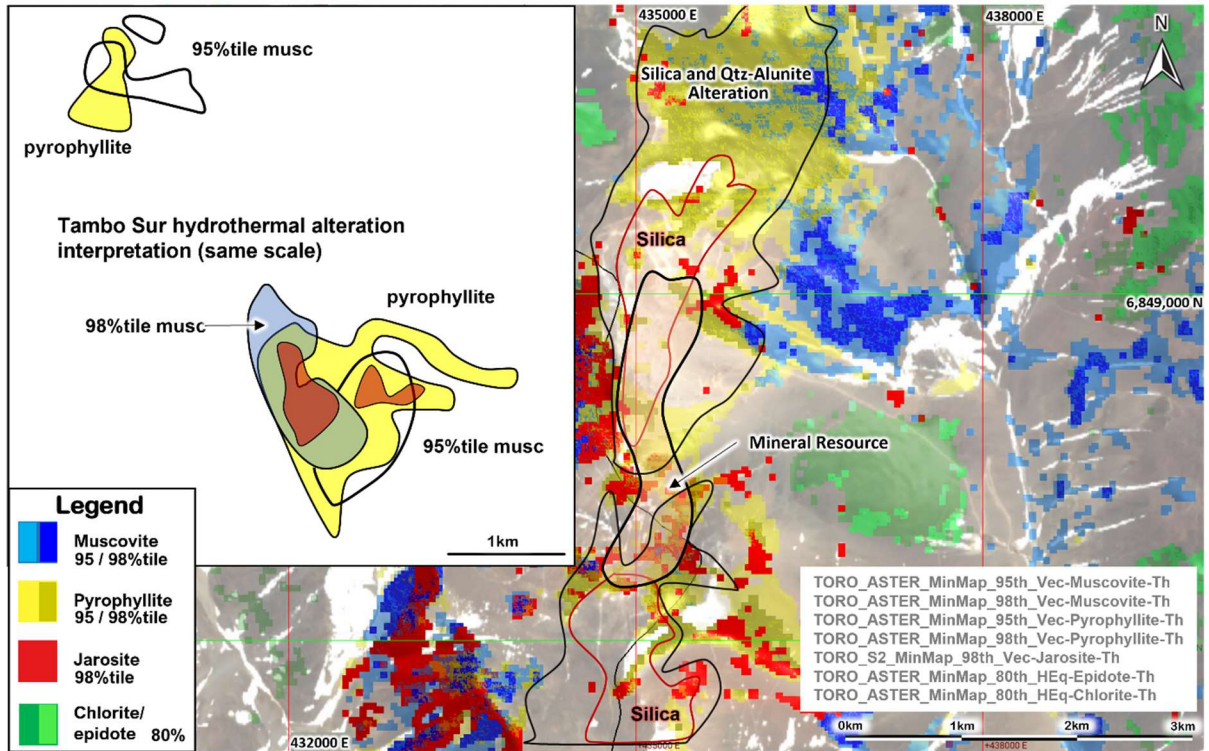 95%tile musc
pyrophyllite
Tambo Sur hydrothermal alteration
interpretation (same scale)
98%tile musc
pyrophyllite
95%tile musc
1km
Legend
Muscovite
95 / 98%tile
Pyrophyllite
95 / 98%tile
Jarosite
98%tile
Chlorite/
epidote 80%
435000 E
438000 E
N
Silica and Qtz-Alunite
Alteration
Silica
6,849,000 N
Mineral Resource
Silica
432000 E
TORO_ASTER_MinMap_95th_Vec-Muscovite-Th
TORO_ASTER_MinMap_98th_Vec-Muscovite-Th
TORO_ASTER_MinMap_95th_Vec-Pyrophyllite-Th
TORO_ASTER_MinMap_98th_Vec-Pyrophyllite-Th
TORO_S2_MinMap_98th_Vec-Jarosite-Th
TORO_ASTER_MinMap_80th_HEq-Epidote-Th
TORO_ASTER_MinMap_80th_HEq-Chlorite-Th
0km 1km 2km 3km
+438000 E